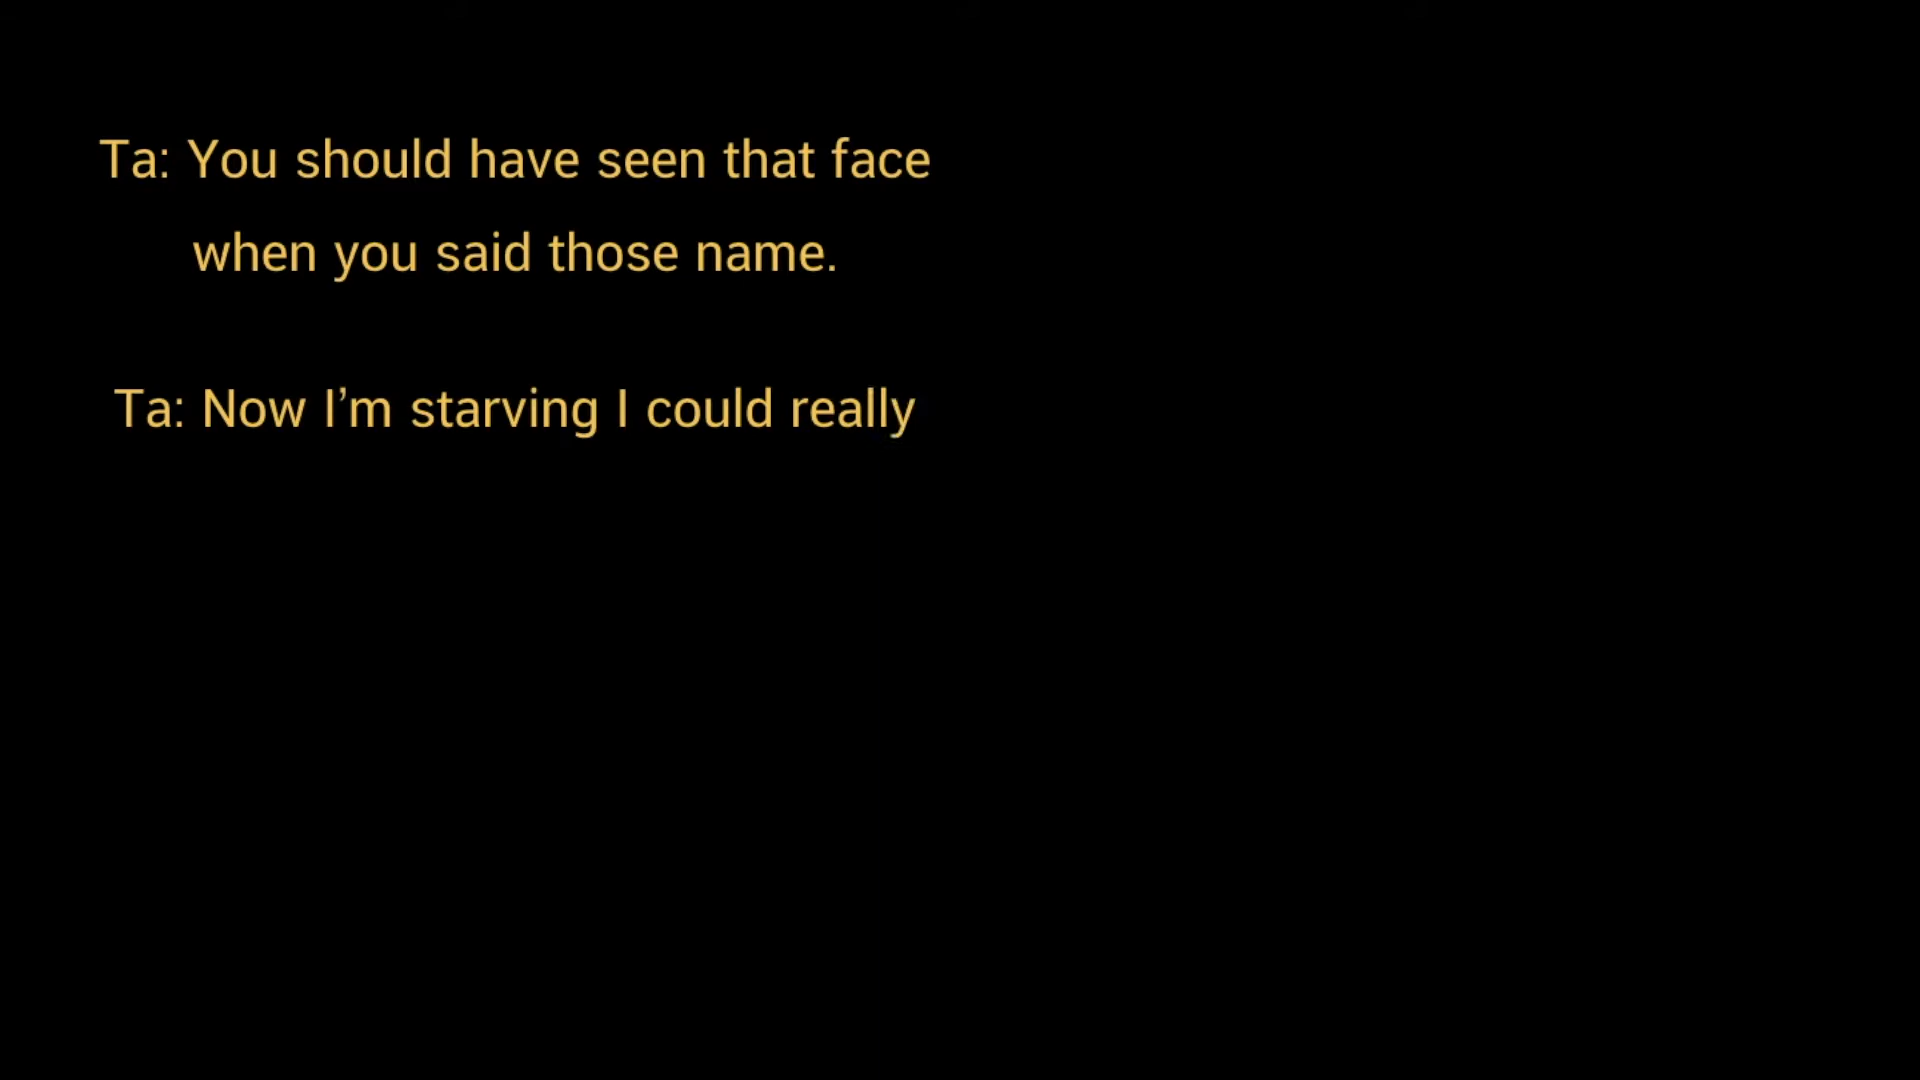 Ta: You should have seen that face
when you said those name.
Ta: Now I’m starving I could really